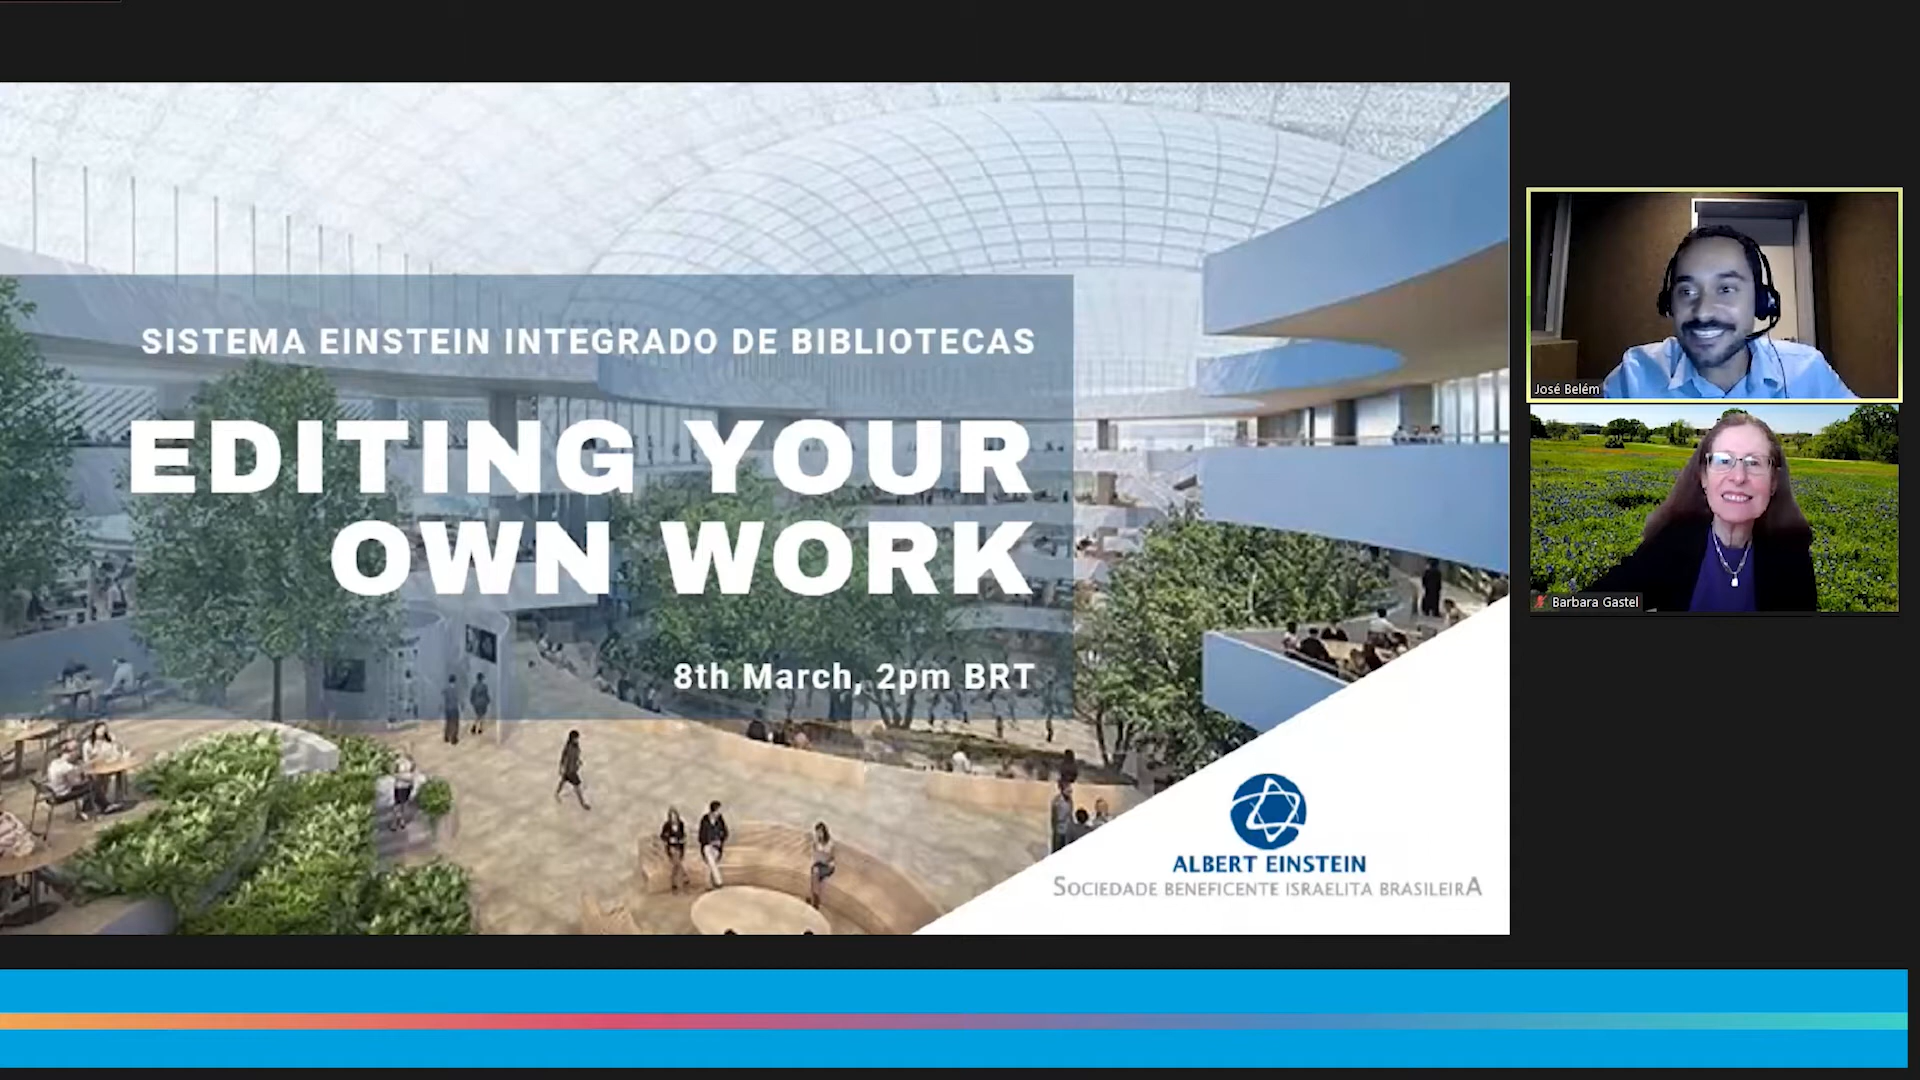 SISTEMA EINSTEIN INTEGRADO DE BIBLIOTECAS
EDITING YOUR
OWN WORK
8th March, 2pm BRT
ALBERT EINSTEIN
SOCIEDADE BENEFICENTE ISRAELITA BRASILEIRA
José Belém
Barbara Gastel